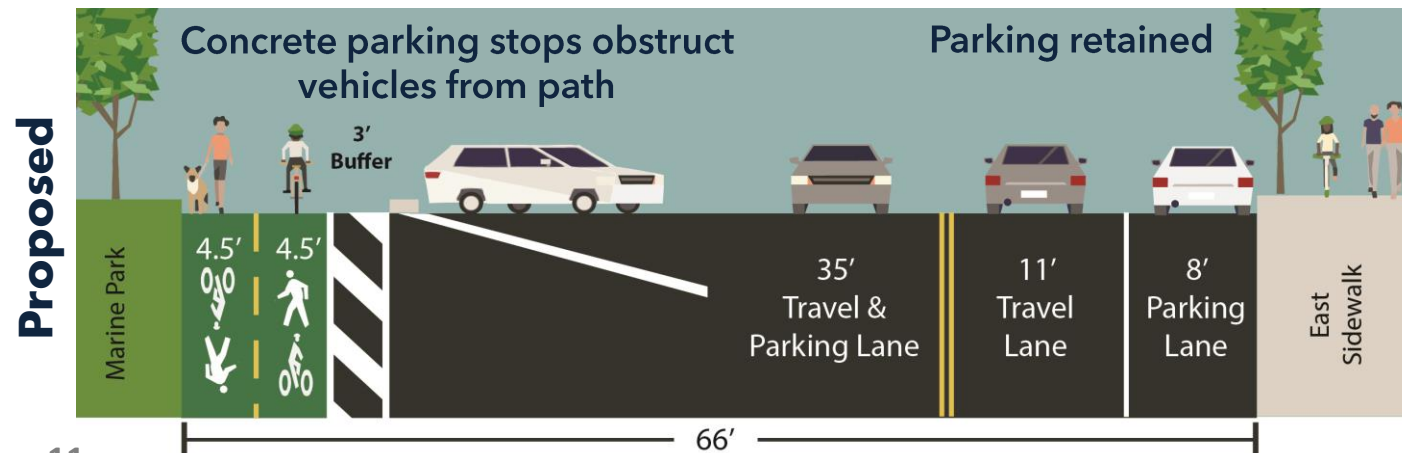 Proposed
Concrete parking stops obstruct
vehicles from path
Parking retained
3’
Buffer
Marine Park
4.5’
4.5’
35’
Travel &
Parking Lane
11’
Travel
Lane
8’
Parking
Lane
East
Sidewalk
66’